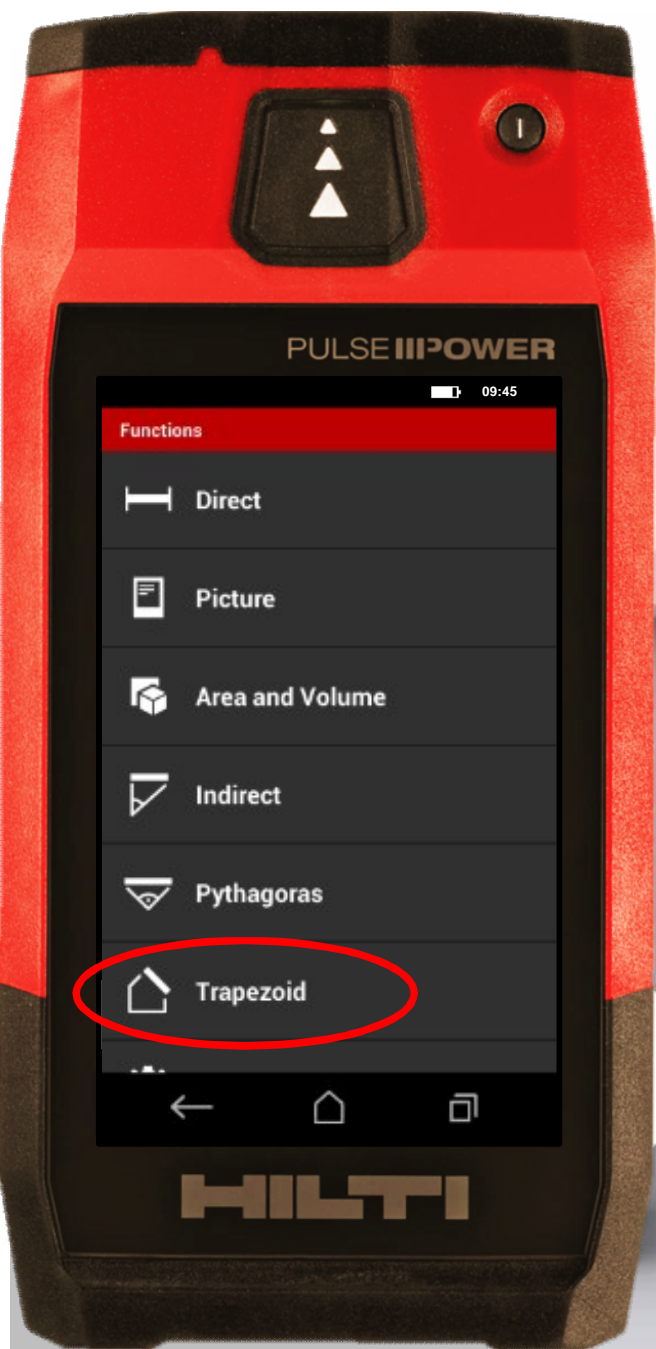 PULSE POWER
09:45
Functions
Direct
Picture
Area and Volume
Indirect
Pythagoras
Trapezoid
HILTI